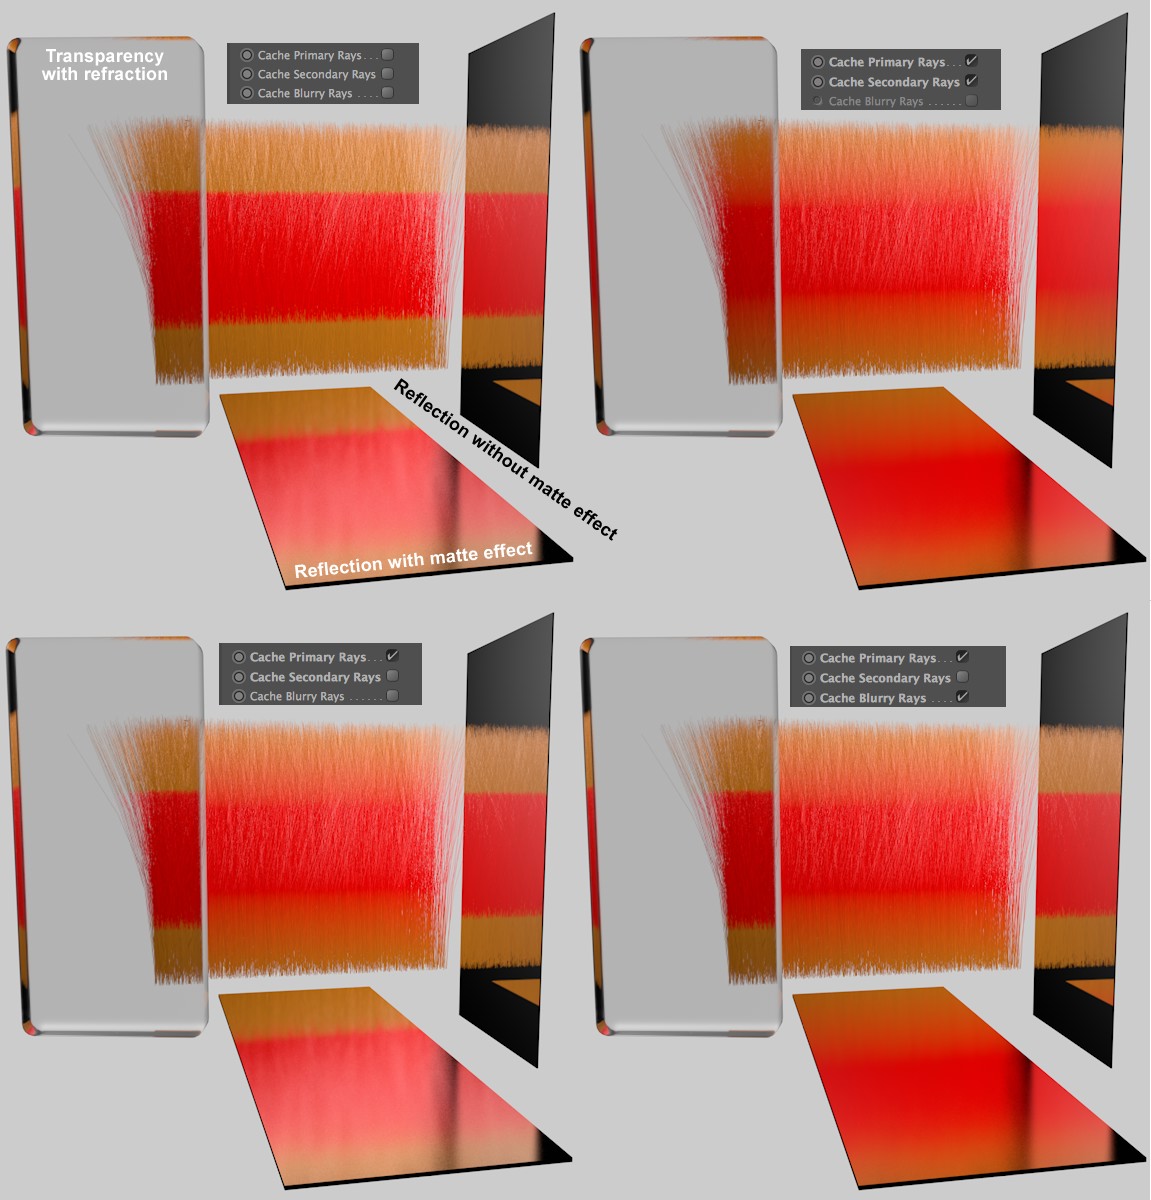 Transparency
with refraction
Cache Primary Rays . . .
Cache Secondary Rays
Cache Blurry Rays . . . .
Cache Primary Rays . . .
Cache Secondary Rays
Cache Blurry Rays . . . . . .
Reflection without matte effect
Reflection with matte effect
Cache Primary Rays . . .
Cache Secondary Rays
Cache Blurry Rays . . . . . .
Cache Primary Rays . . .
Cache Secondary Rays
Cache Blurry Rays . . . .